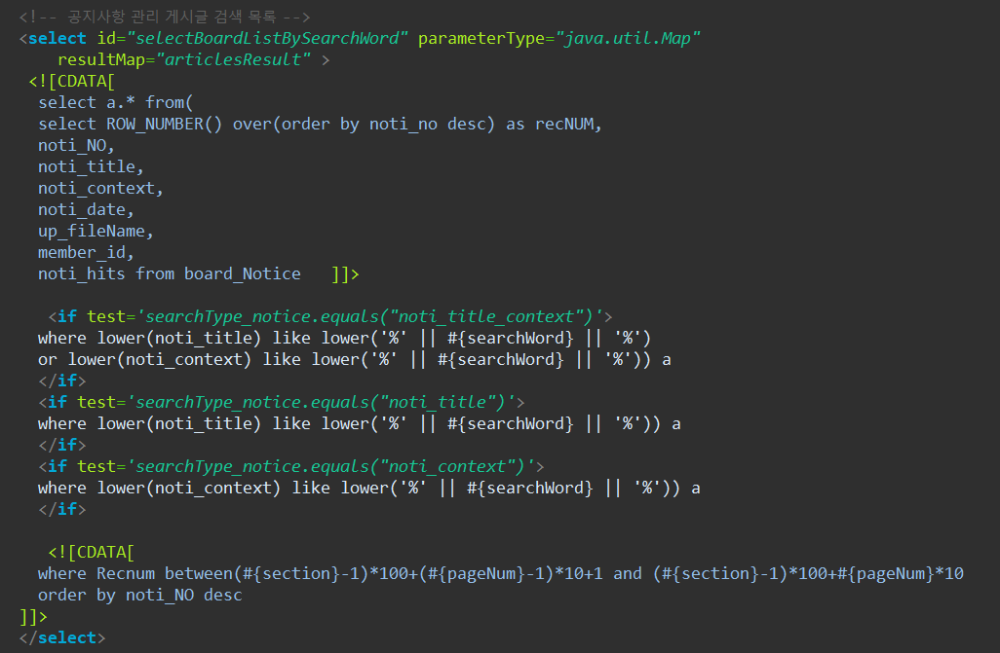 <!-- 공지사항 관리 게시글 검색 목록 -->
<select id="selectBoardListBySearchWord" parameterType="java.util.Map"
resultMap="articlesResult" >
<![CDATA[
select a.* from(
select ROW_NUMBER() over(order by noti_no desc) as recNUM,
noti_NO,
noti_title,
noti_context,
noti_date,
up_fileName,
member_id,
noti_hits from board_Notice ]]>
<if test='searchType_notice.equals("noti_title_context")'>
where lower(noti_title) like lower('%' || #{searchWord} || '%')
or lower(noti_context) like lower('%' || #{searchWord} || '%')) a
</if>
<if test='searchType_notice.equals("noti_title")'>
where lower(noti_title) like lower('%' || #{searchWord} || '%')) a
</if>
<if test='searchType_notice.equals("noti_context")'>
where lower(noti_context) like lower('%' || #{searchWord} || '%')) a
</if>
<![CDATA[
where Recnum between(#{section}-1)*100+(#{pageNum}-1)*10+1 and (#{section}-1)*100+#{pageNum}*10
order by noti_NO desc
]]>
</select>